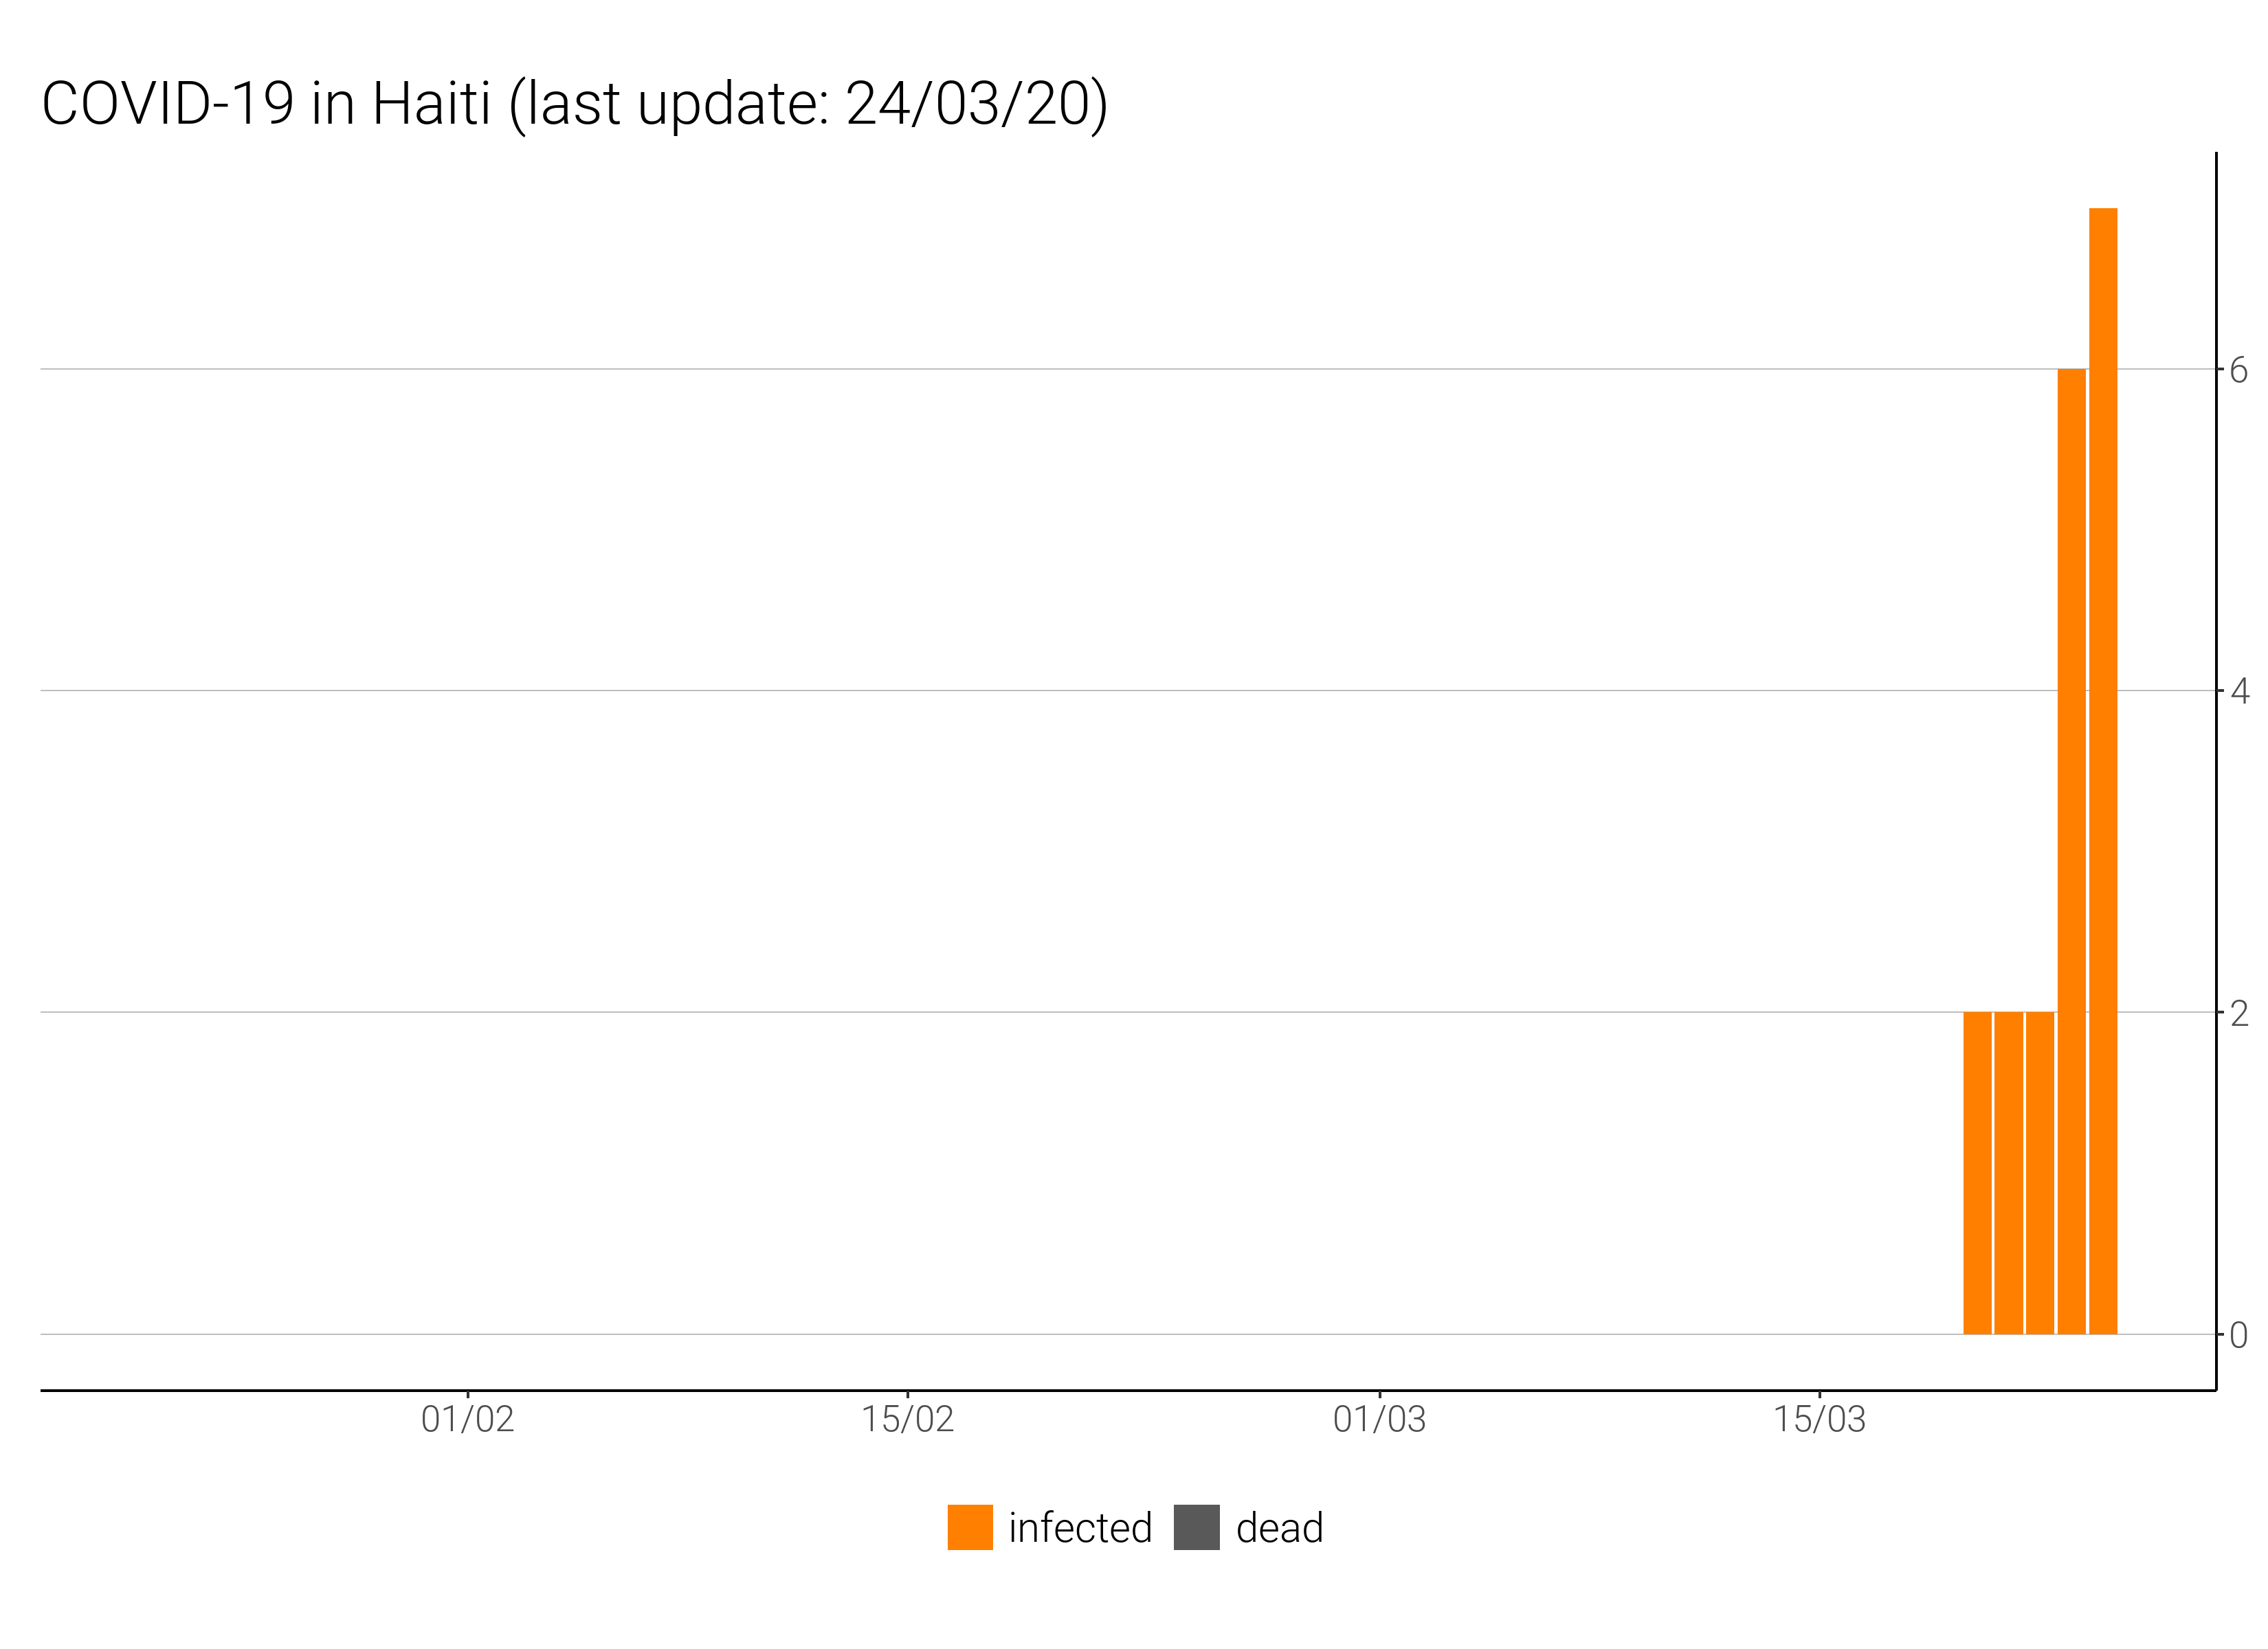 COVID-19 in Haiti (last update: 24/03/20)
6
4
2
0
01/02 15/02 01/03 15/03
infected dead